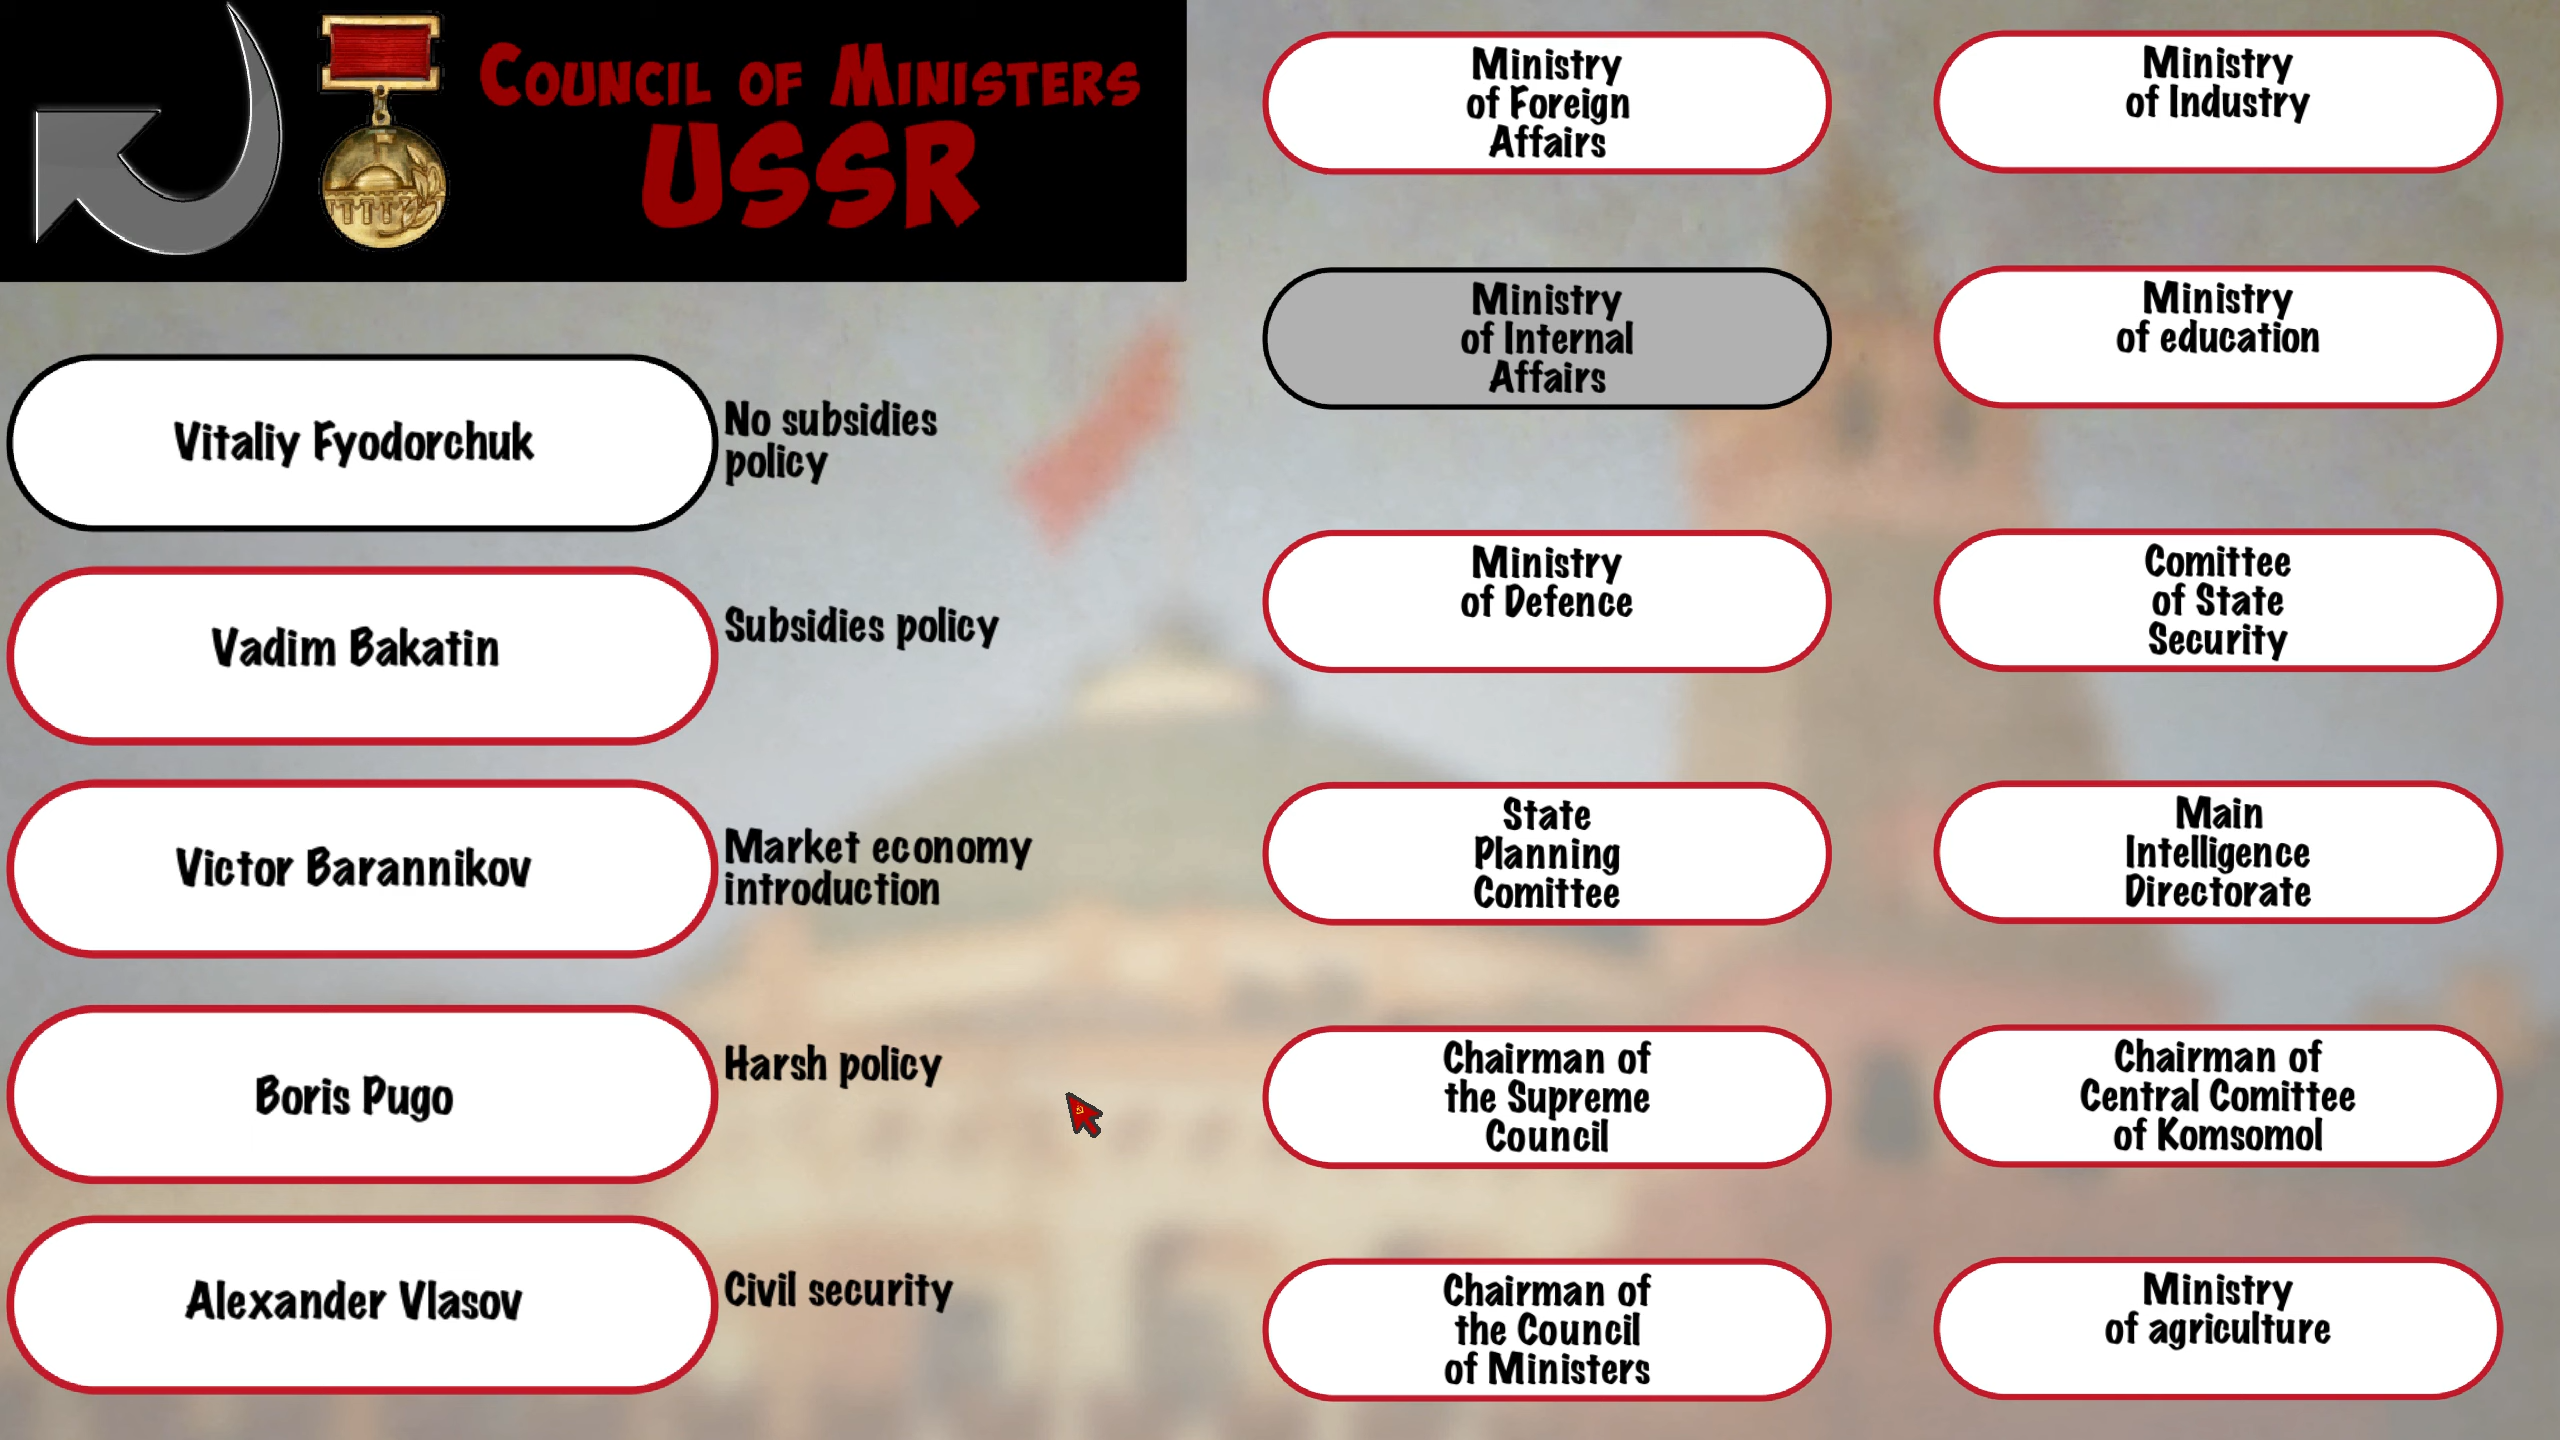 Council of Ministers
USSR
Vitaliy Fyodorchuk
No subsidies
policy
Vadim Bakatin
Subsidies policy
Victor Barannikov
Market economy
introduction
Boris Pugo
Harsh policy
Alexander Vlasov
Civil security
Ministry
of Foreign
Affairs
Ministry
of Industry
Ministry
of Internal
Affairs
Ministry
of education
Ministry
of Defence
Comittee
of State
Security
State
Planning
Comittee
Main
Intelligence
Directorate
Chairman of
the Supreme
Council
Chairman of
Central Comittee
of Komsomol
Chairman of
the Council
of Ministers
Ministry
of agriculture